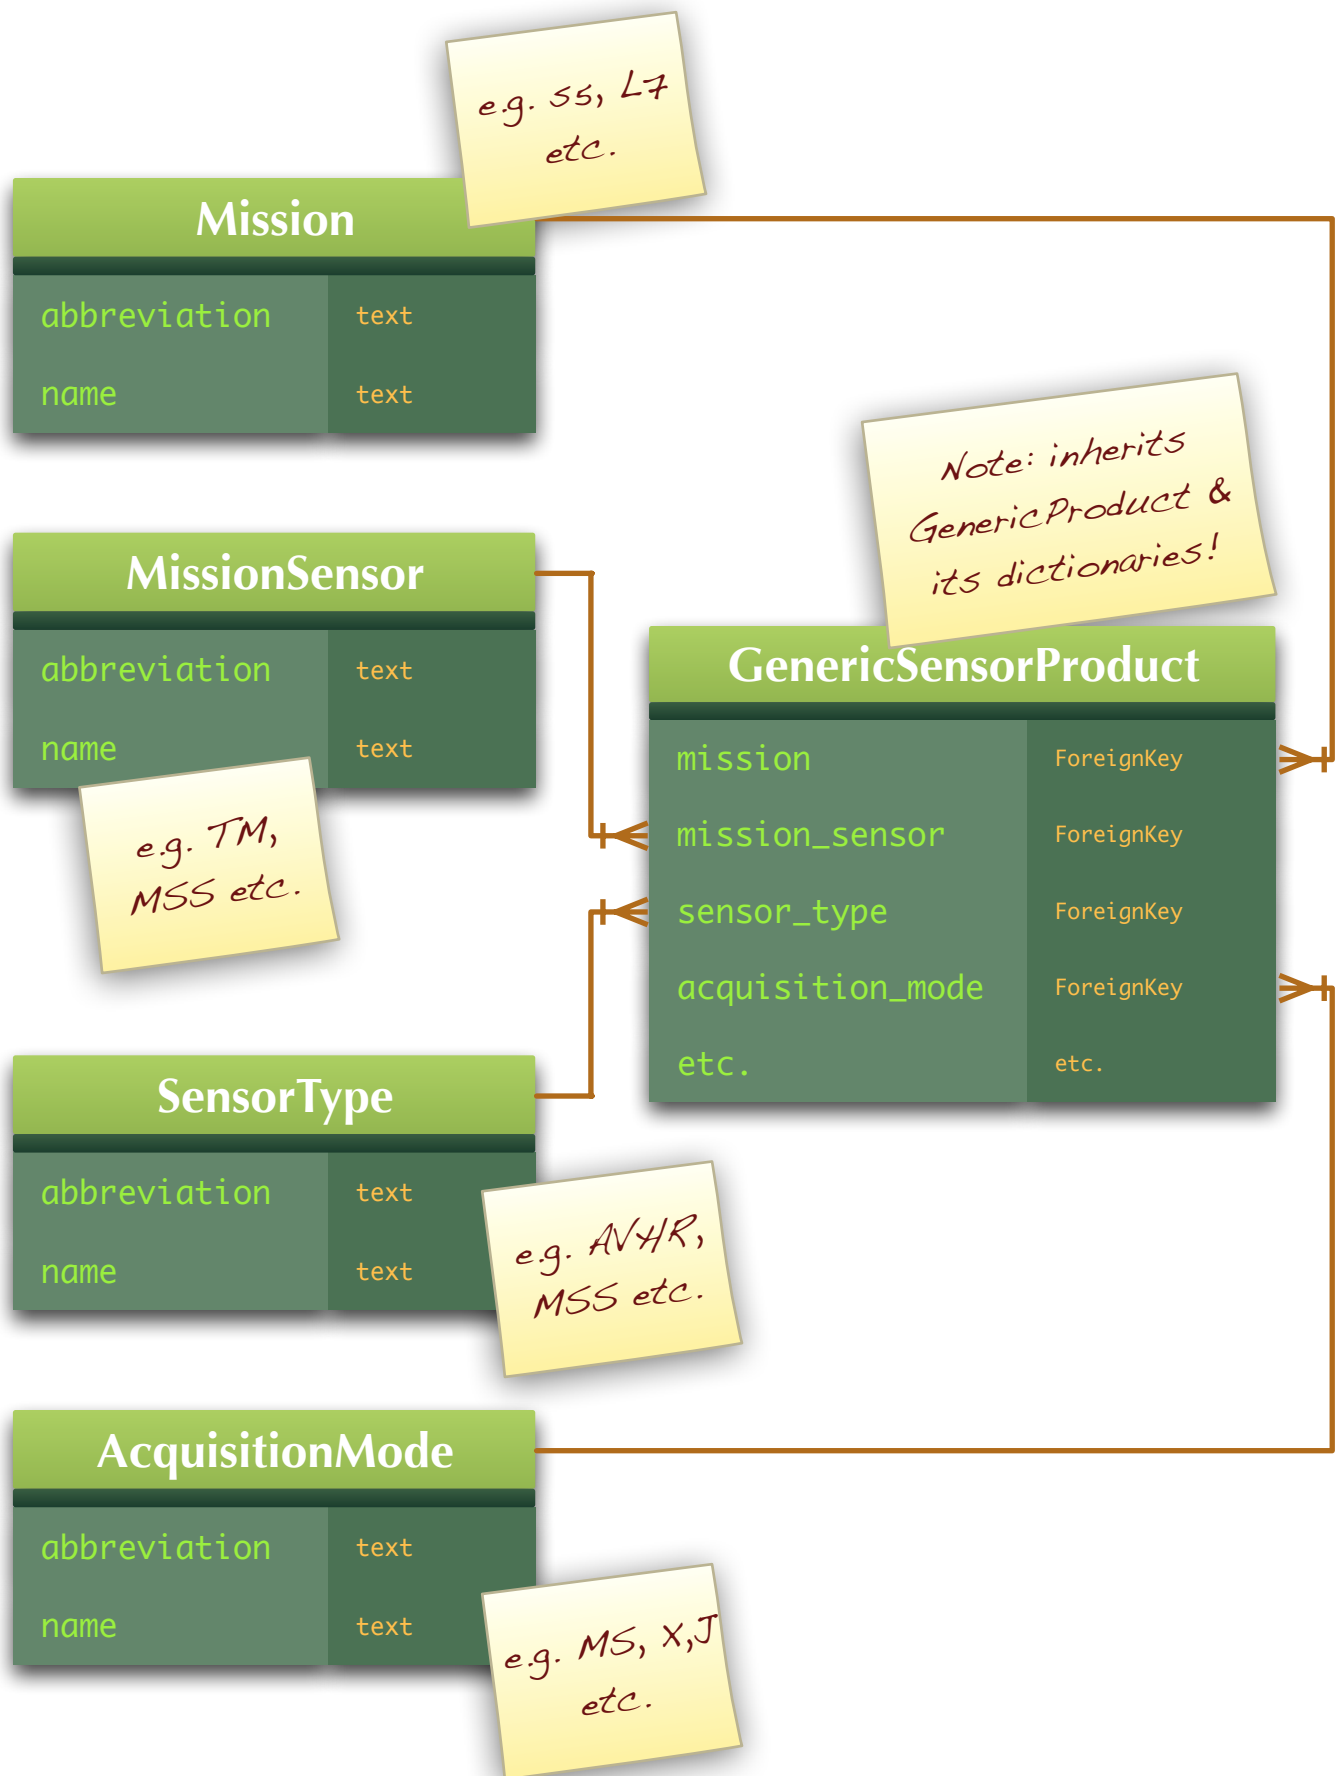 e.g. S5, L7
etc.
Mission
abbreviation text
name text
Note: inherits
GenericProduct &
its dictionaries!
MissionSensor
abbreviation text
name text
e.g. TM,
MSS etc.
GenericSensorProduct
mission ForeignKey
mission_sensor ForeignKey
sensor_type ForeignKey
acquisition_mode ForeignKey
etc. etc.
SensorType
abbreviation text
name text
e.g. AVHR,
MSS etc.
AcquisitionMode
abbreviation text
name text
e.g. MS, X,J
etc.